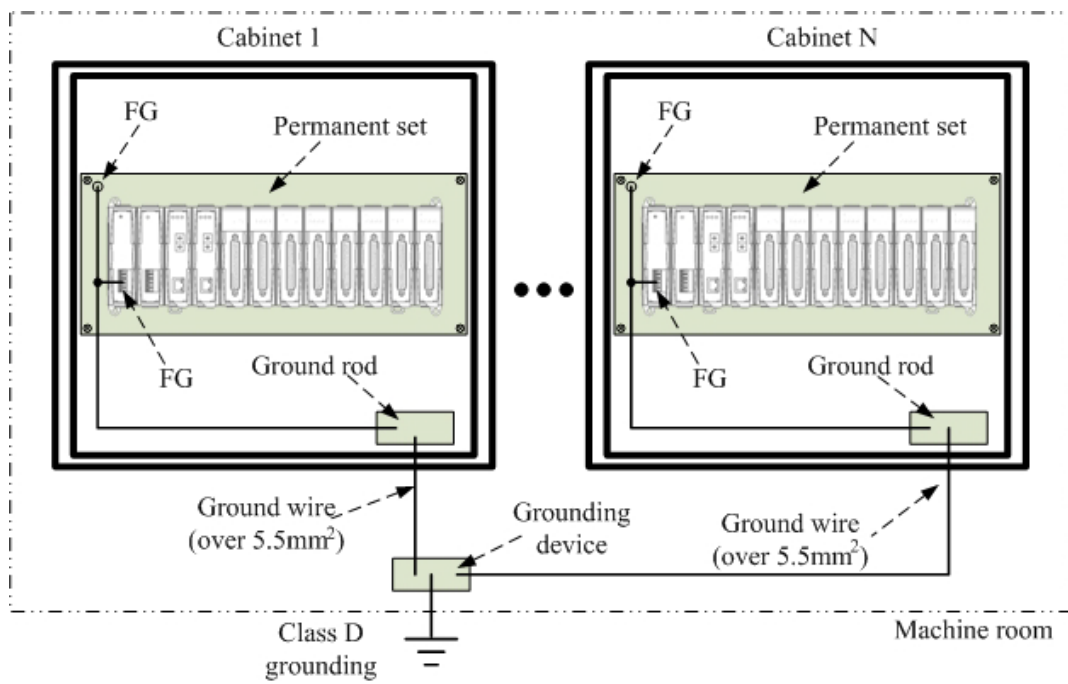 Cabinet 1
Cabinet N
FG
Permanent set
FG
Permanent set
FG
Ground rod
FG
Ground rod
Ground wire
(over 5.5mm²)
Grounding
device
Ground wire
(over 5.5mm²)
Class D
grounding
Machine room